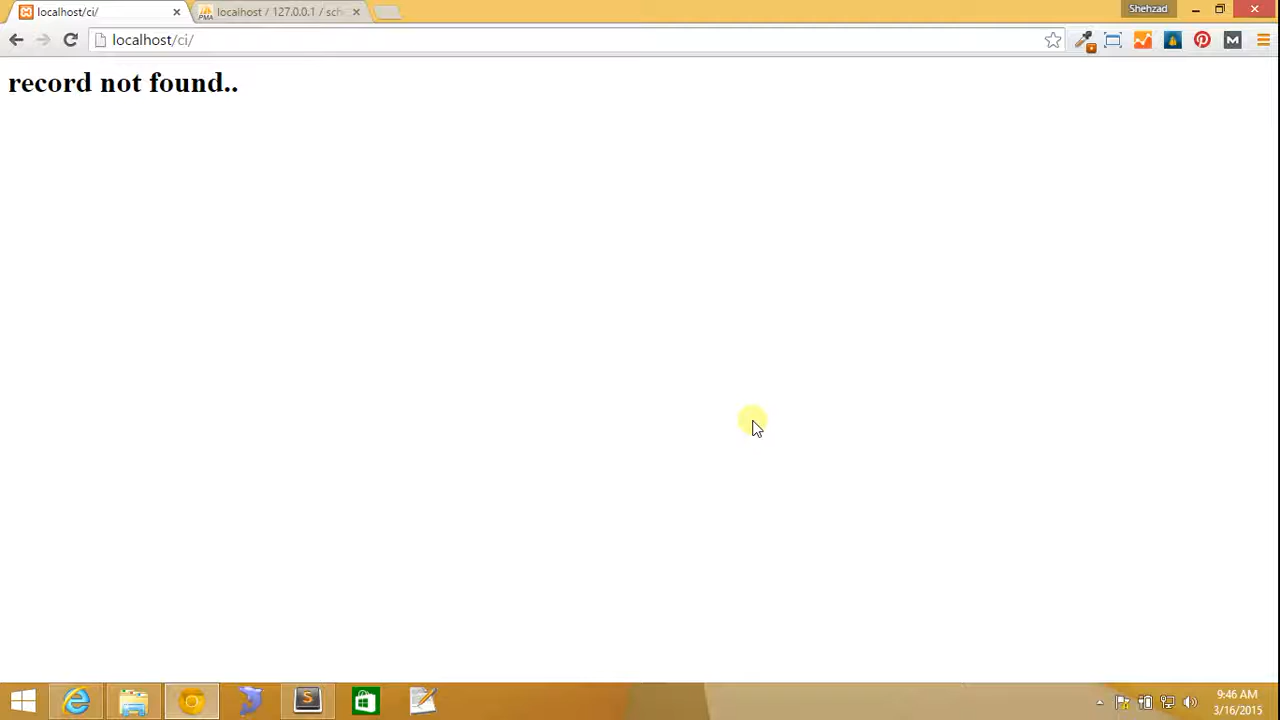 localhost/ci/
localhost / 127.0.0.1 / sch
Shehzad
localhost/ci/
record not found..
9:46 AM
3/16/2015